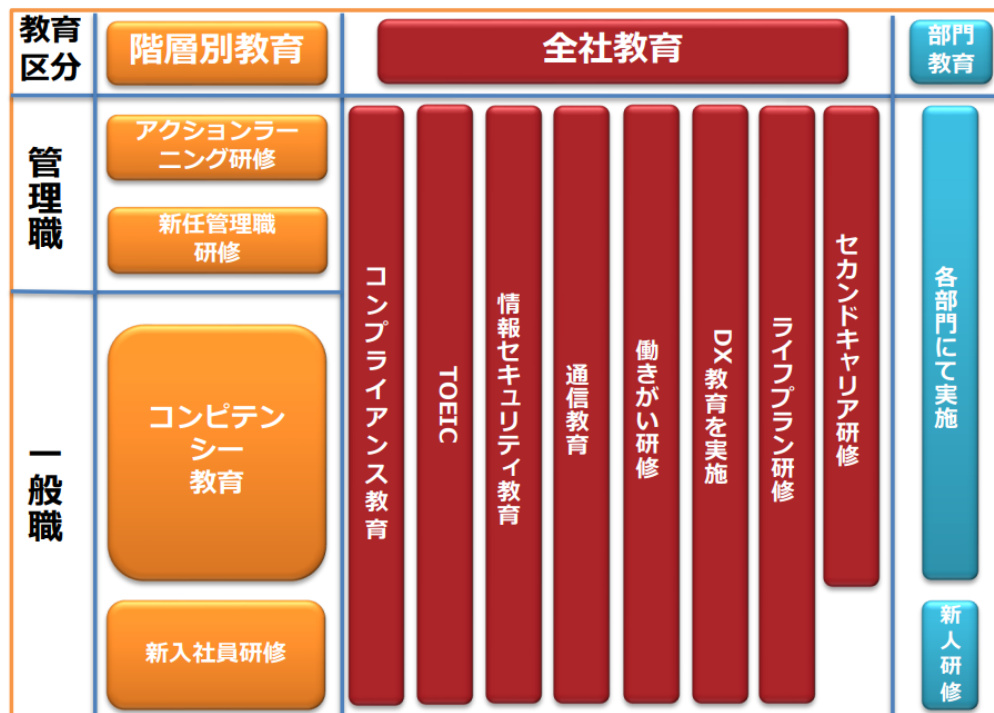 教育
区分
階層別教育
全社教育
部門
教育
管理職
アクションラー
ニング研修
新任管理職
研修
一般職
コンピテン
シー
教育
新入社員研修
コンプライアンス教育
TOEIC
情報セキュリティ教育
通信教育
働きがい研修
DX教育を実施
ライフプラン研修
セカンドキャリア研修
各部門にて実施
新人研修